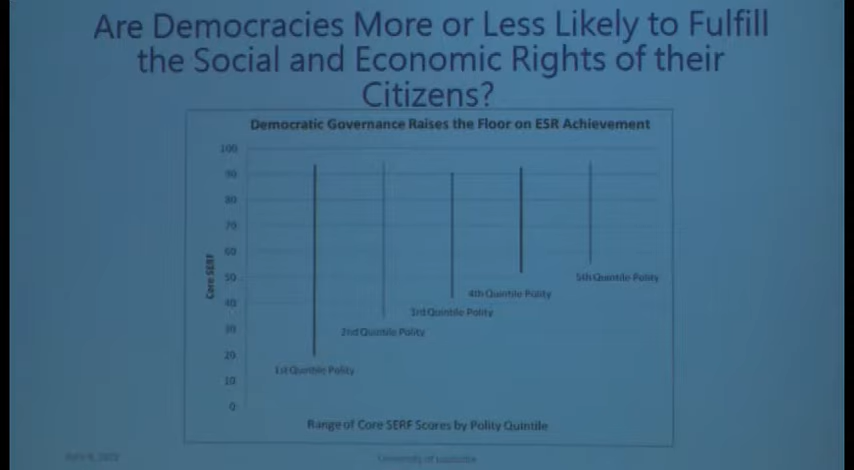 Are Democracies More or Less Likely to Fulfill
the Social and Economic Rights of their
Citizens?
Democratic Governance Raises the Floor on ESR Achievement
100
90
80
70
60
50
40
30
20
10
0
Core SERF
5th Quintile Polity
4th Quintile Polity
3rd Quintile Polity
2nd Quintile Polity
1st Quintile Polity
Range of Core SERF Scores by Polity Quintile
University of